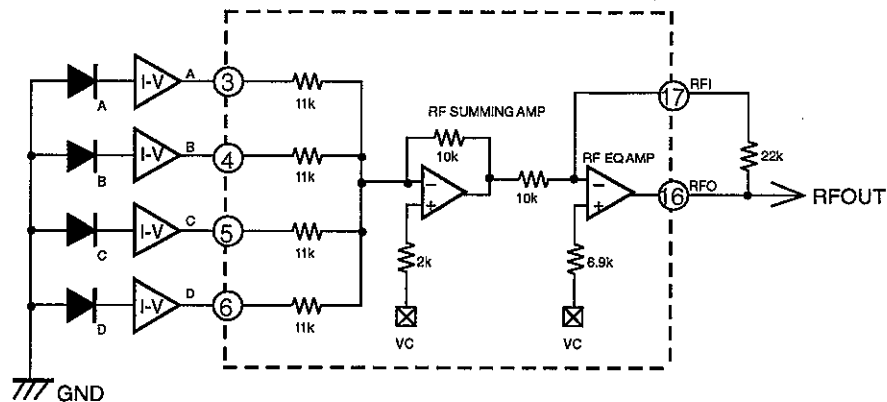 I-V
A
3
11k
A
17
RFI
RF SUMMING AMP
10k
I-V
B
4
11k
B
RF EQ AMP
22k
−
+
10k
−
+
16
RFO
RFOUT
I-V
C
5
11k
C
2k
6.9k
I-V
D
6
11k
D
VC
VC
GND